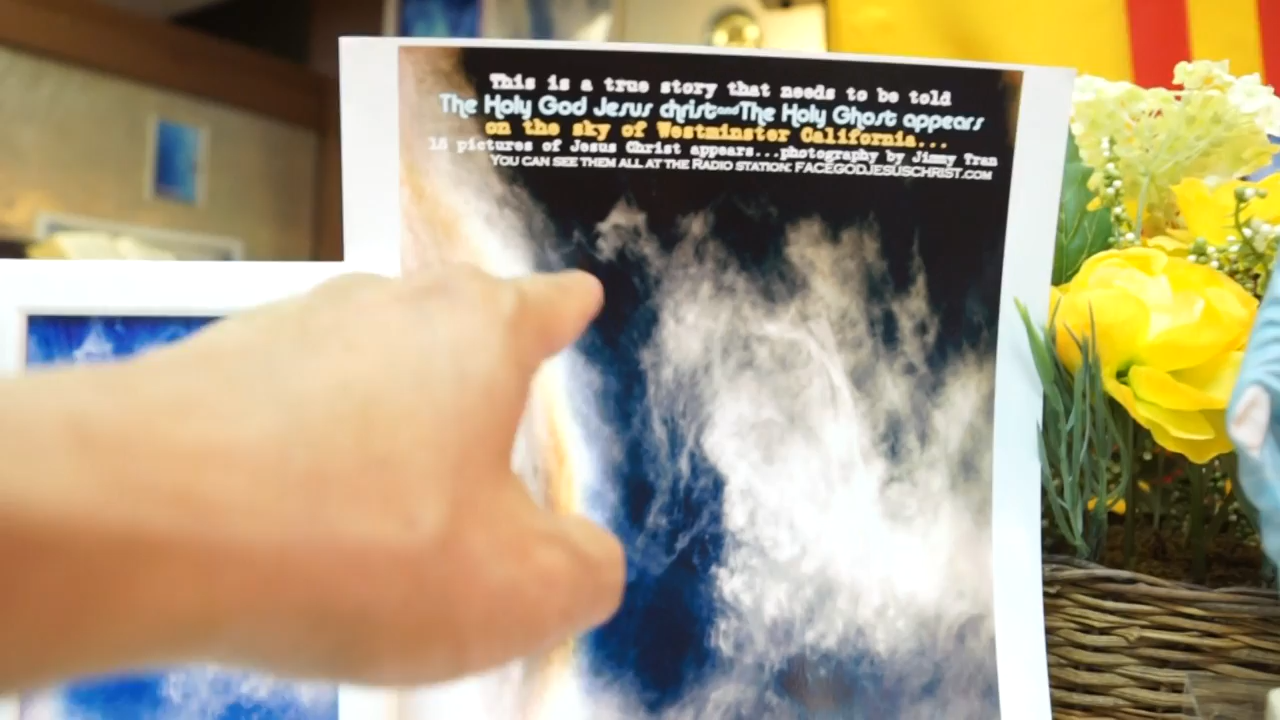 This is a true story that needs to be told
The Holy God Jesus christ and The Holy Ghost appears
on the sky of Westminster California...
15 pictures of Jesus Christ appears...photography by Jimmy Tran
YOU CAN SEE THEM ALL AT THE RADIO STATION: FACEGODJESUSCHRIST.COM